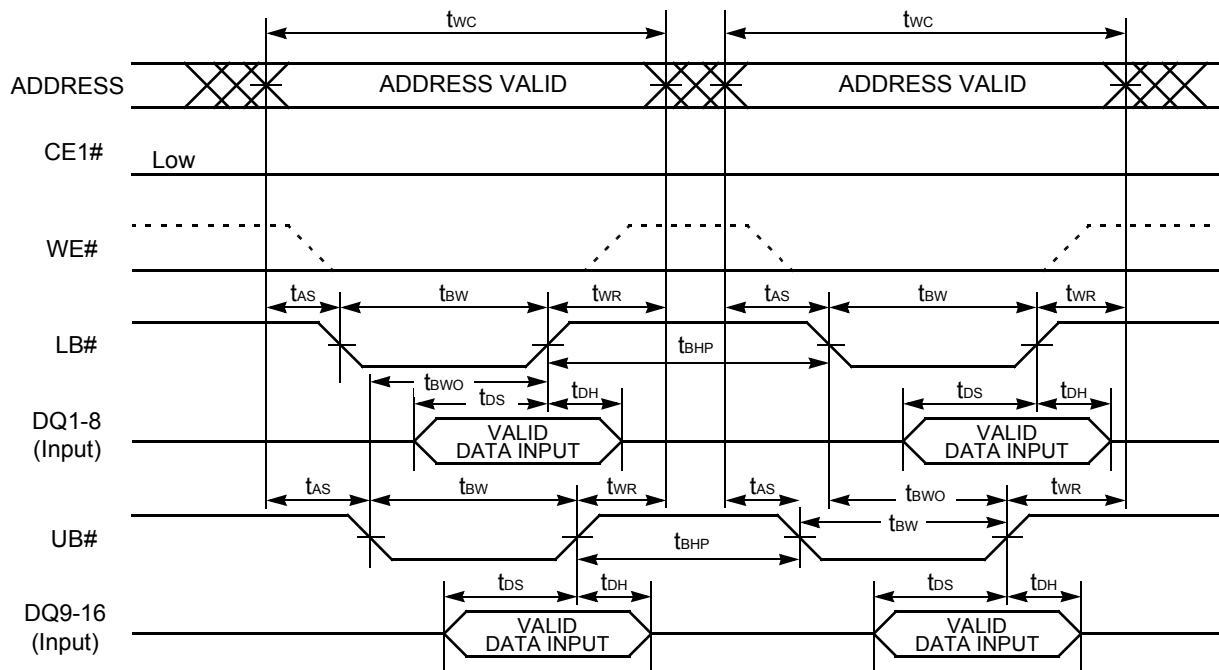 tWC tWC
ADDRESS ADDRESS VALID ADDRESS VALID
CE1# Low
WE#
tAS tBW tWR tAS tBW tWR
LB#
tBHP
tBWO
tDS tDH tDS tDH
DQ1-8
(Input)
VALID
DATA INPUT
VALID
DATA INPUT
tAS tBW tWR tAS tBWO tWR
UB#
tBW
tBHP
tDS tDH tDS tDH
DQ9-16
(Input)
VALID
DATA INPUT
VALID
DATA INPUT